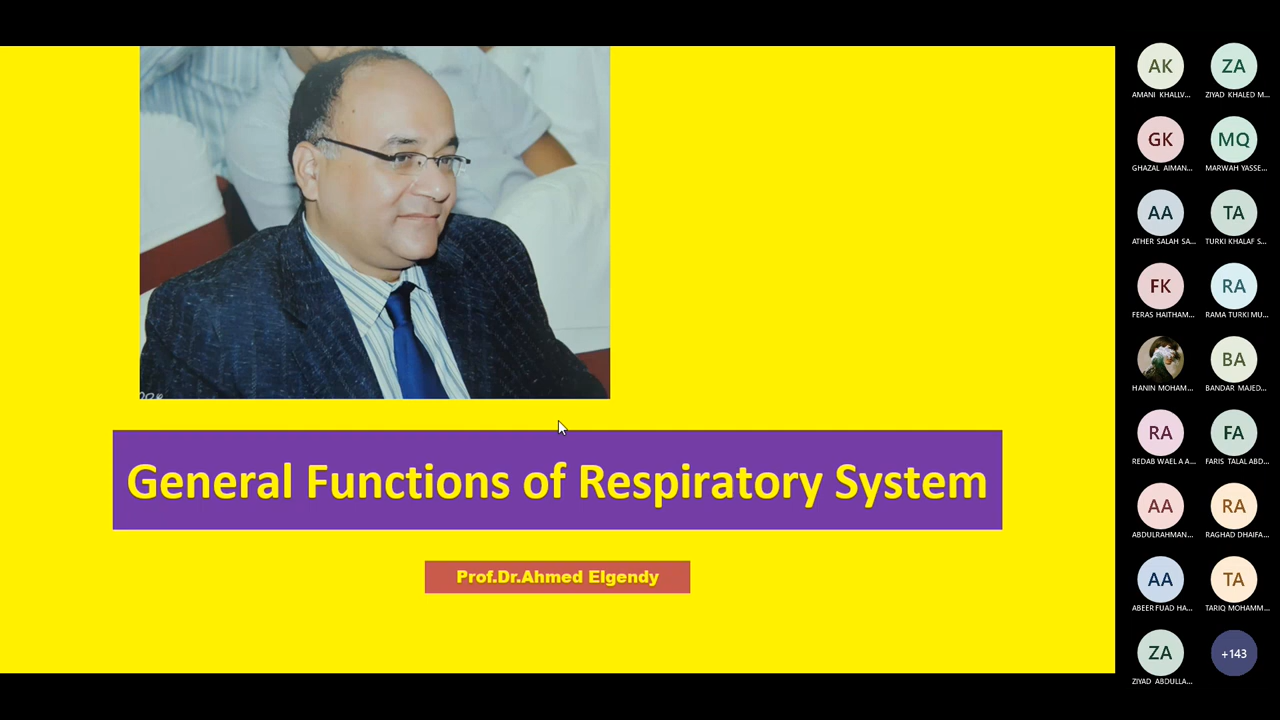 General Functions of Respiratory System
Prof.Dr.Ahmed Elgendy
AK
ZA
AMANI KHALLV...
ZIYAD KHALED M...
GK
MQ
GHAZAL AIMAN...
MARWAH YASSE...
AA
TA
ATHER SALAH SA...
TURKI KHALAF S...
FK
RA
FERAS HAITHAM...
RAMA TURKI MU...
BA
HANIN MOHAM...
BANDAR MAJED...
RA
FA
REDAB WAEL A A...
FARIS TALAL ABD...
AA
RA
ABDULRAHMAN...
RAGHAD DHAIFA...
AA
TA
ABEER FUAD HA...
TARIQ MOHAMM...
ZA
+143
ZIYAD ABDULLA...